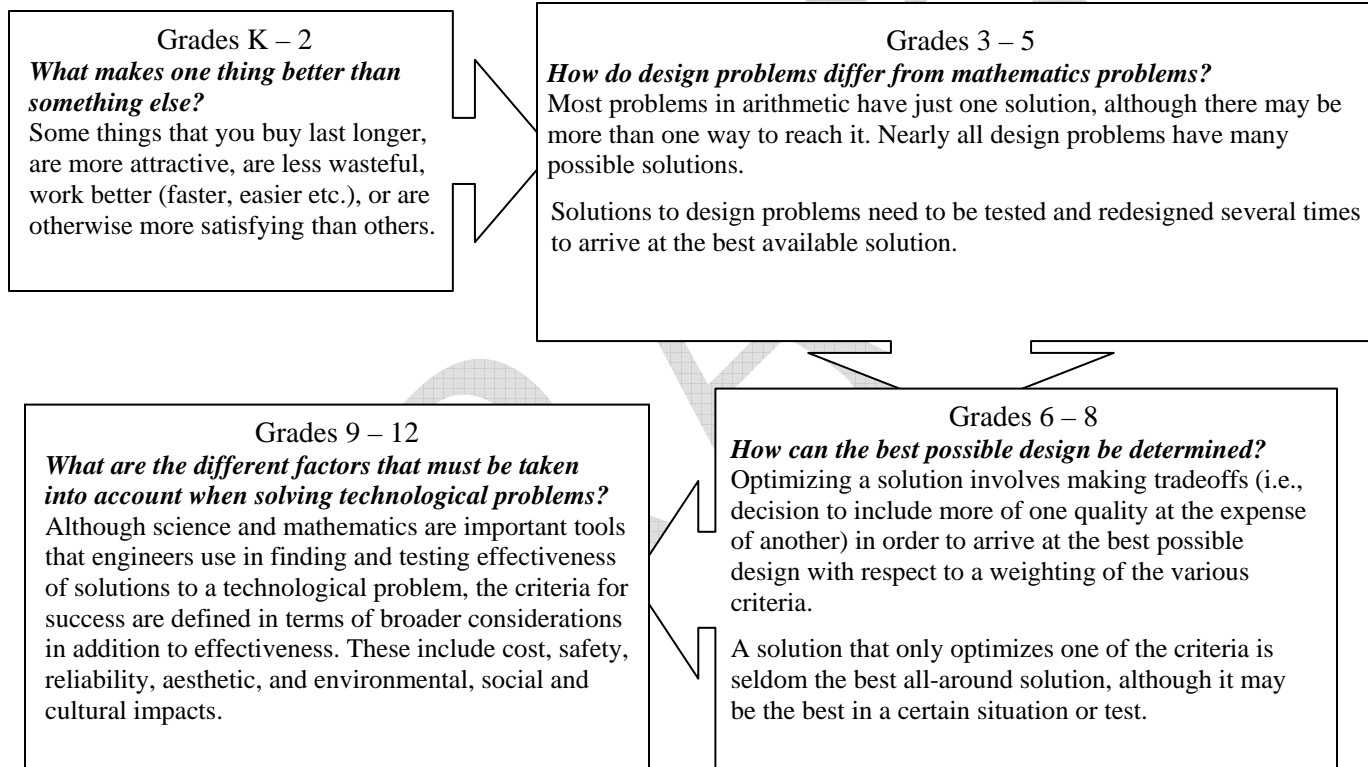 Grades K – 2
What makes one thing better than
something else?
Some things that you buy last longer,
are more attractive, are less wasteful,
work better (faster, easier etc.), or are
otherwise more satisfying than others.
Grades 3 – 5
How do design problems differ from mathematics problems?
Most problems in arithmetic have just one solution, although there may be
more than one way to reach it. Nearly all design problems have many
possible solutions.
Solutions to design problems need to be tested and redesigned several times
to arrive at the best available solution.
Grades 6 – 8
How can the best possible design be determined?
Optimizing a solution involves making tradeoffs (i.e.,
decision to include more of one quality at the expense
of another) in order to arrive at the best possible
design with respect to a weighting of the various
criteria.
A solution that only optimizes one of the criteria is
seldom the best all-around solution, although it may
be the best in a certain situation or test.
Grades 9 – 12
What are the different factors that must be taken
into account when solving technological problems?
Although science and mathematics are important tools
that engineers use in finding and testing effectiveness
of solutions to a technological problem, the criteria for
success are defined in terms of broader considerations
in addition to effectiveness. These include cost, safety,
reliability, aesthetic, and environmental, social and
cultural impacts.